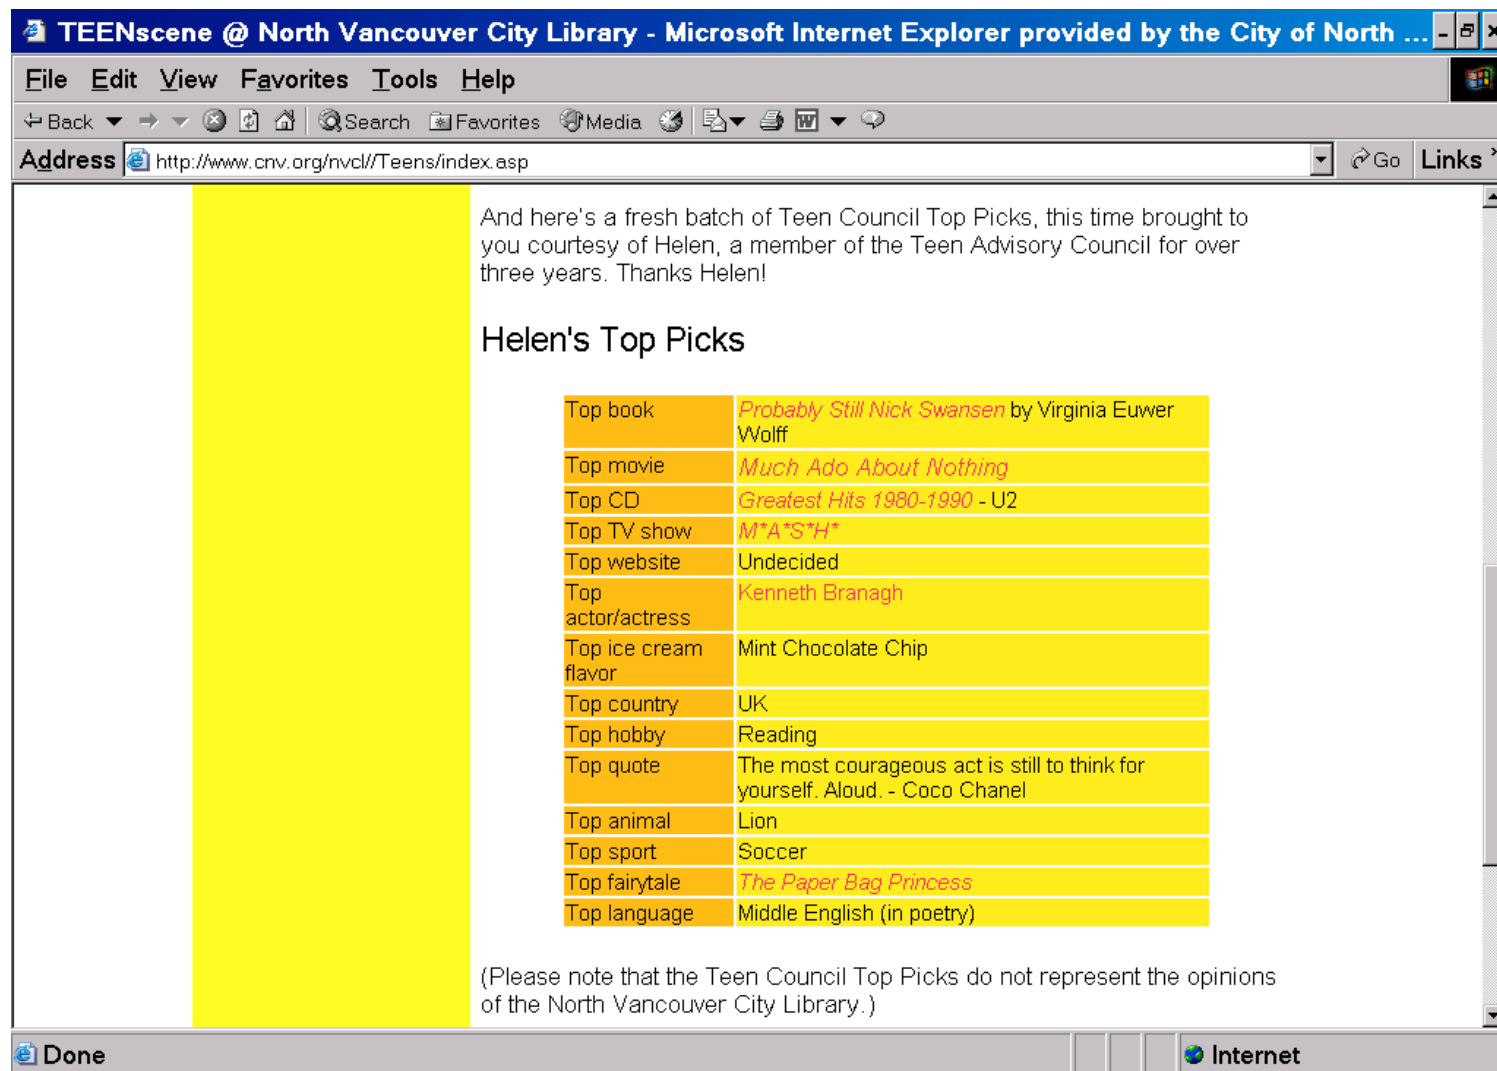 TEENscene @ North Vancouver City Library - Microsoft Internet Explorer provided by the City of North ...
File Edit View Favorites Tools Help
Back Search Favorites Media
Address http://www.cnv.org/nvcl//Teens/index.asp Go Links
And here's a fresh batch of Teen Council Top Picks, this time brought to
you courtesy of Helen, a member of the Teen Advisory Council for over
three years. Thanks Helen!
Helen's Top Picks
Top book Probably Still Nick Swansen by Virginia Euwer
Wolff
Top movie Much Ado About Nothing
Top CD Greatest Hits 1980-1990 - U2
Top TV show M*A*S*H*
Top website Undecided
Top Kenneth Branagh
actor/actress
Top ice cream Mint Chocolate Chip
flavor
Top country UK
Top hobby Reading
Top quote The most courageous act is still to think for
yourself. Aloud. - Coco Chanel
Top animal Lion
Top sport Soccer
Top fairytale The Paper Bag Princess
Top language Middle English (in poetry)
(Please note that the Teen Council Top Picks do not represent the opinions
of the North Vancouver City Library.)
Done Internet